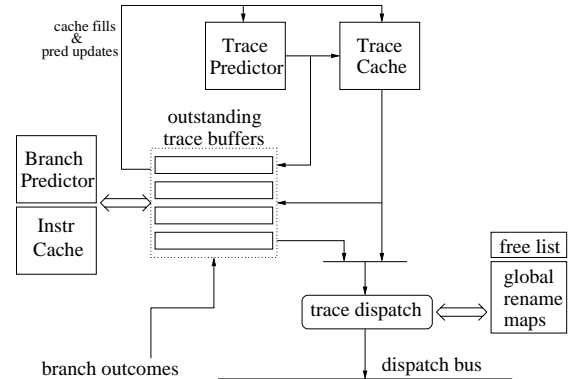 cache fills
&
pred updates
Trace
Predictor
Trace
Cache
outstanding
trace buffers
Branch
Predictor
Instr
Cache
free list
global
rename
maps
trace dispatch
branch outcomes
dispatch bus